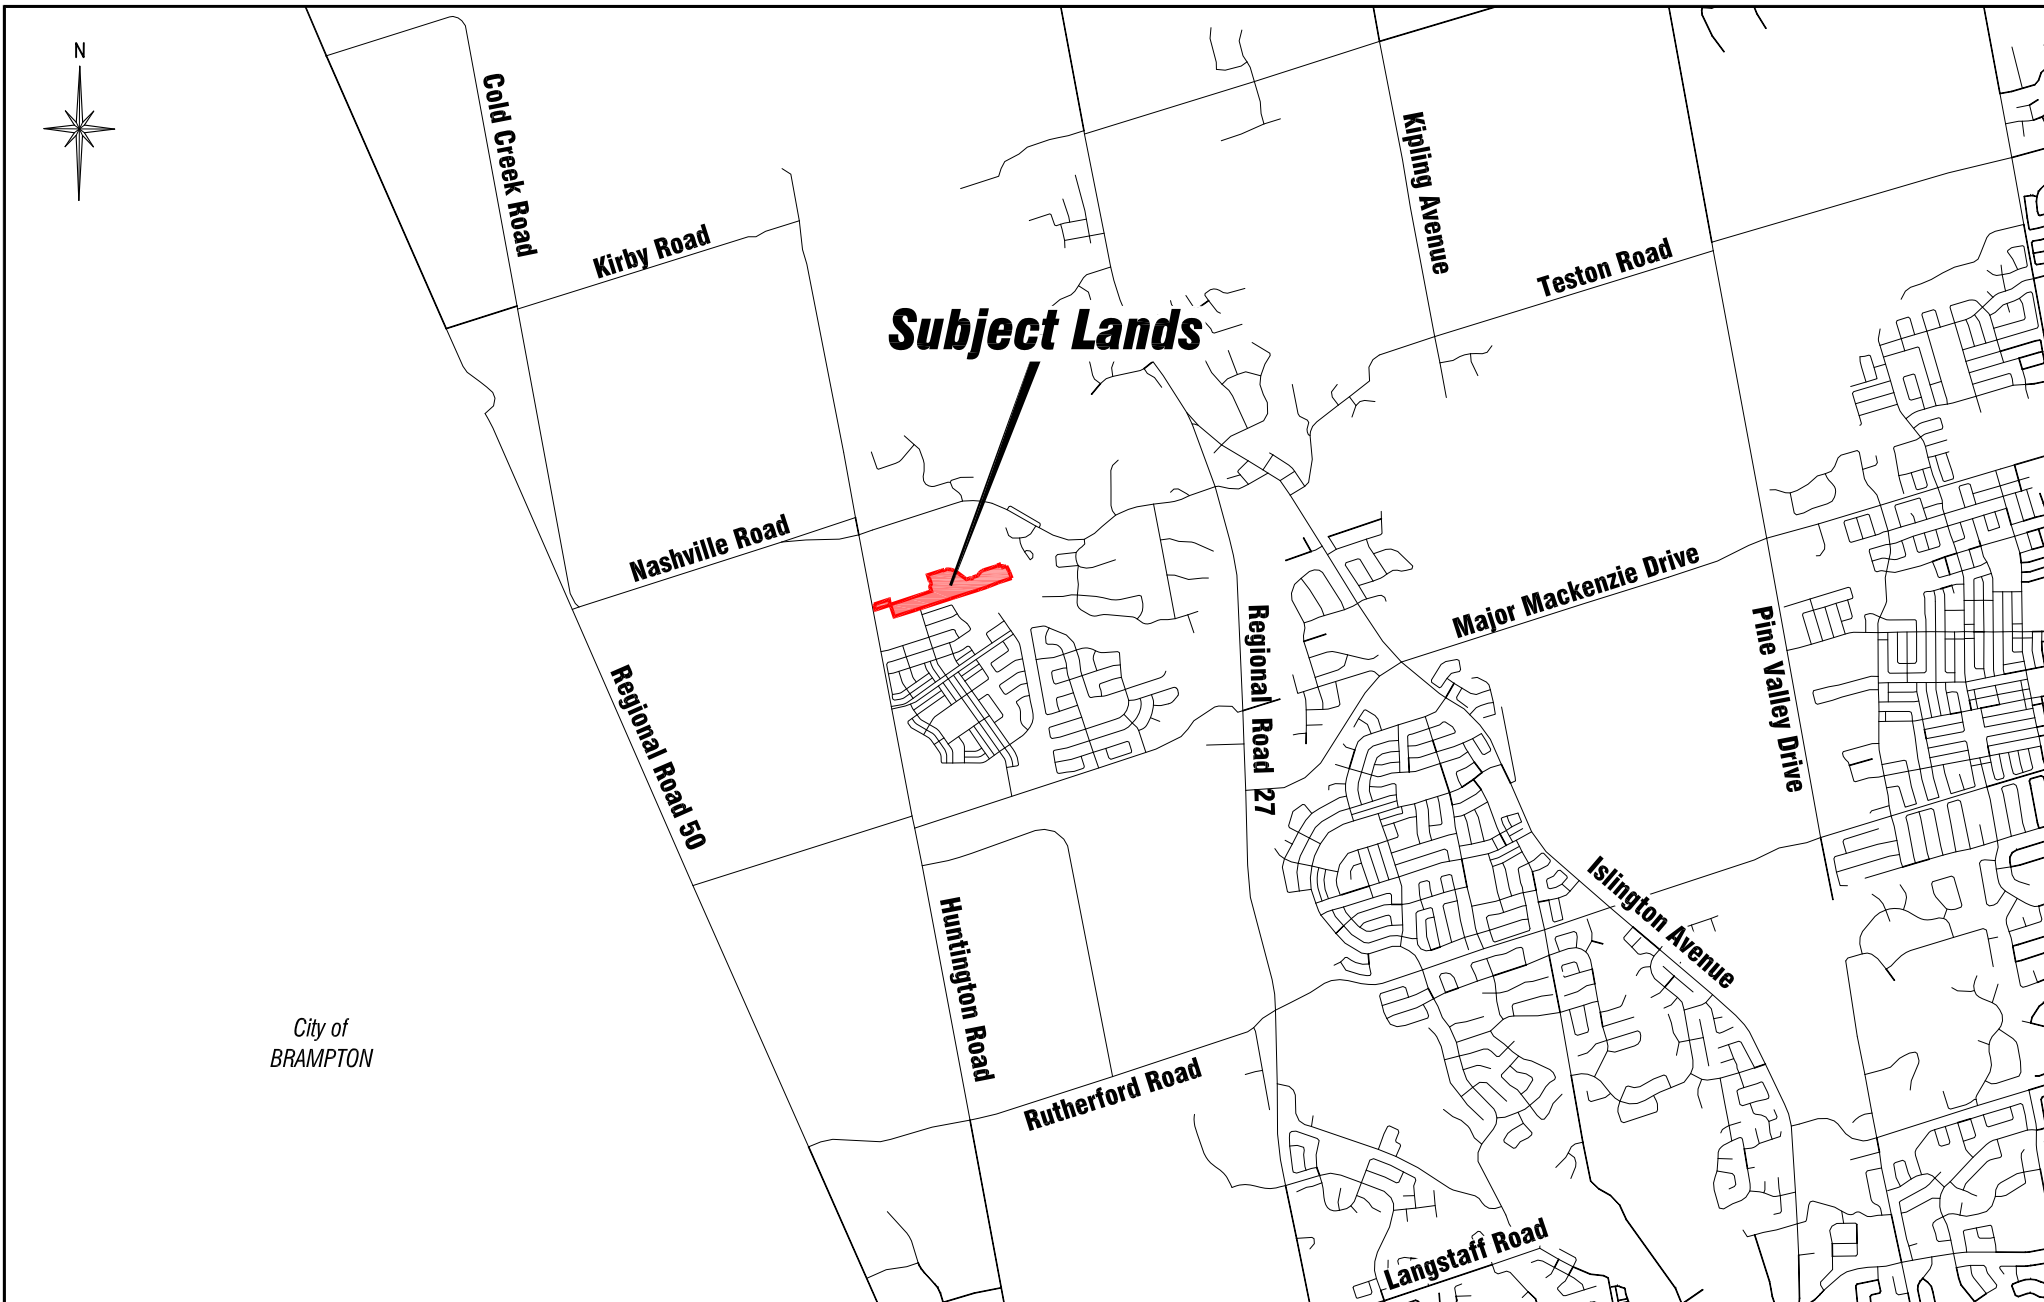 N
Cold Creek Road
Kirby Road
Kipling Avenue
Teston Road
Subject Lands
Nashville Road
Major Mackenzie Drive
Regional Road 27
Pine Valley Drive
Regional Road 50
Islington Avenue
Huntington Road
City of
BRAMPTON
Rutherford Road
Langstaff Road